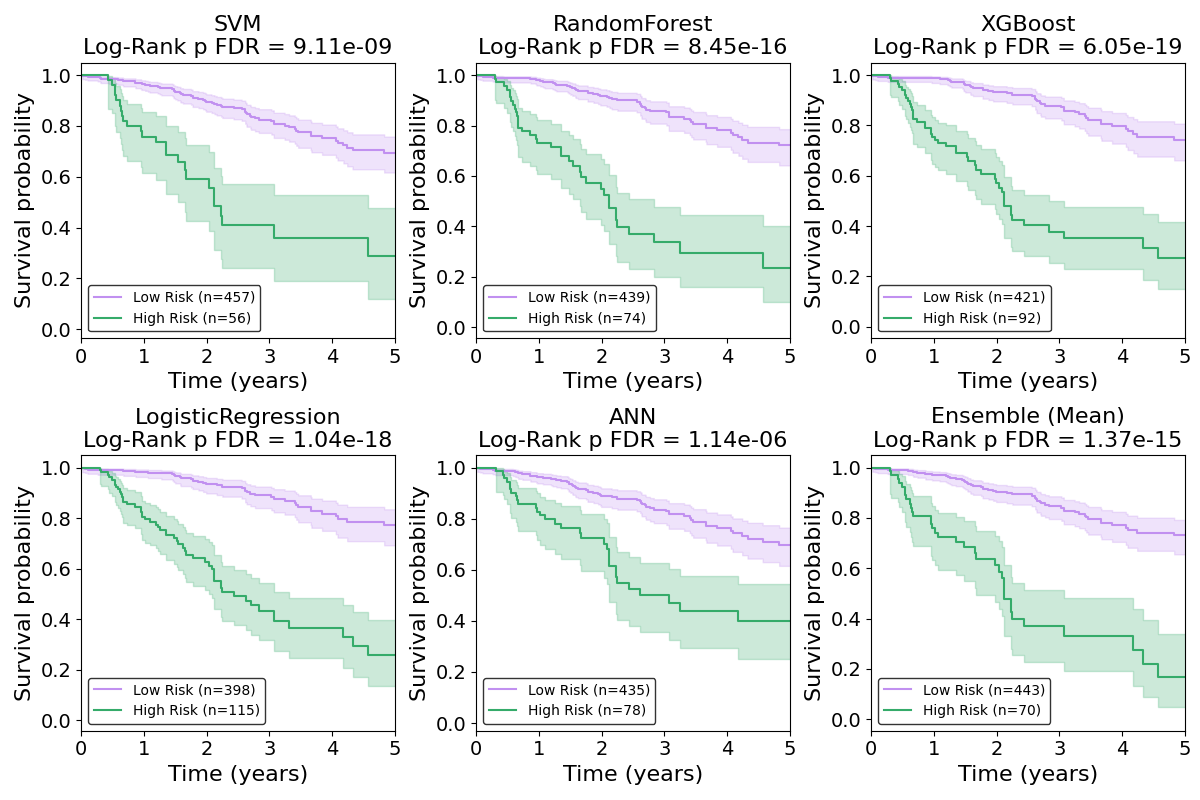 SVM
Log-Rank p FDR = 9.11e-09
Survival probability
1.0
0.8
0.6
0.4
0.2
0.0
Low Risk (n=457)
High Risk (n=56)
0 1 2 3 4 5
Time (years)
RandomForest
Log-Rank p FDR = 8.45e-16
Survival probability
1.0
0.8
0.6
0.4
0.2
0.0
Low Risk (n=439)
High Risk (n=74)
0 1 2 3 4 5
Time (years)
XGBoost
Log-Rank p FDR = 6.05e-19
Survival probability
1.0
0.8
0.6
0.4
0.2
0.0
Low Risk (n=421)
High Risk (n=92)
0 1 2 3 4 5
Time (years)
LogisticRegression
Log-Rank p FDR = 1.04e-18
Survival probability
1.0
0.8
0.6
0.4
0.2
0.0
Low Risk (n=398)
High Risk (n=115)
0 1 2 3 4 5
Time (years)
ANN
Log-Rank p FDR = 1.14e-06
Survival probability
1.0
0.8
0.6
0.4
0.2
0.0
Low Risk (n=435)
High Risk (n=78)
0 1 2 3 4 5
Time (years)
Ensemble (Mean)
Log-Rank p FDR = 1.37e-15
Survival probability
1.0
0.8
0.6
0.4
0.2
0.0
Low Risk (n=443)
High Risk (n=70)
0 1 2 3 4 5
Time (years)